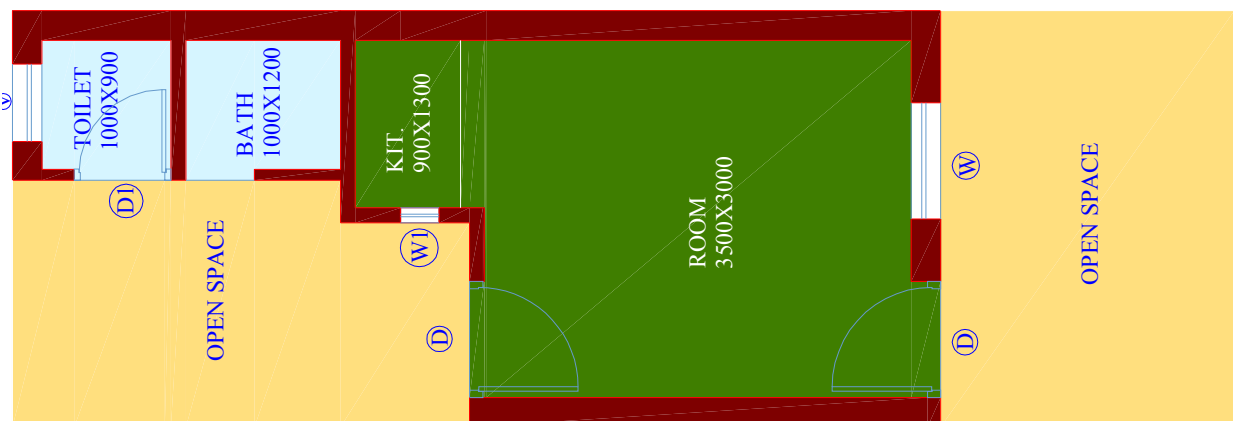 TOILET
1000X900
BATH
1000X1200
KIT.
900X1300
ROOM
3500X3000
D1
W1
OPEN SPACE
D
W
D
OPEN SPACE